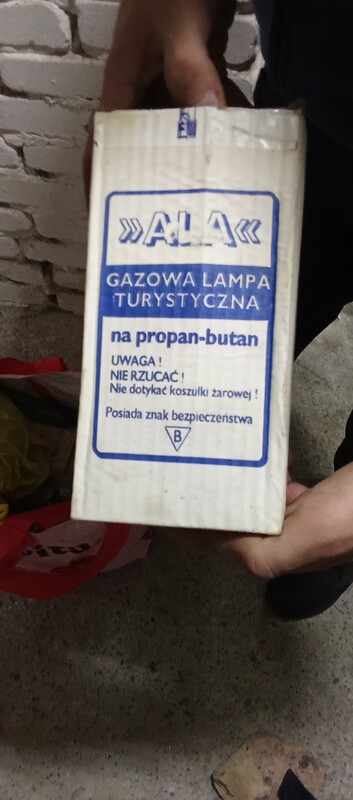 »ALA«
GAZOWA LAMPA
TURYSTYCZNA
na propan-butan
UWAGA !
NIE RZUCAĆ !
Nie dotykać koszulki żarowej !
Posiada znak bezpieczeństwa
B